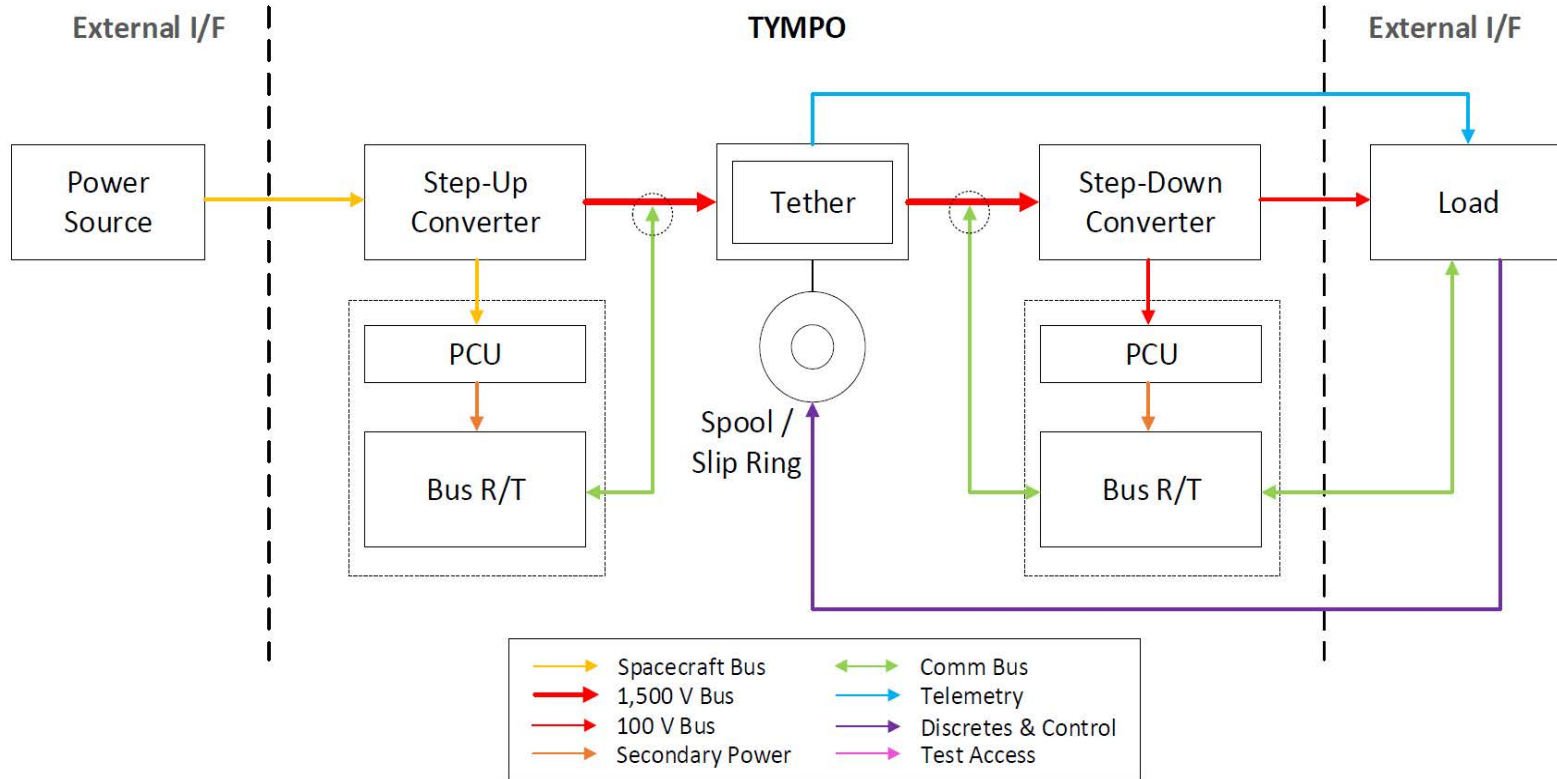 External I/F
TYMPO
External I/F
Power
Source
Step-Up
Converter
Tether
Step-Down
Converter
Load
PCU
PCU
Spool /
Slip Ring
Bus R/T
Bus R/T
Spacecraft Bus
1,500 V Bus
100 V Bus
Secondary Power
Comm Bus
Telemetry
Discretes & Control
Test Access